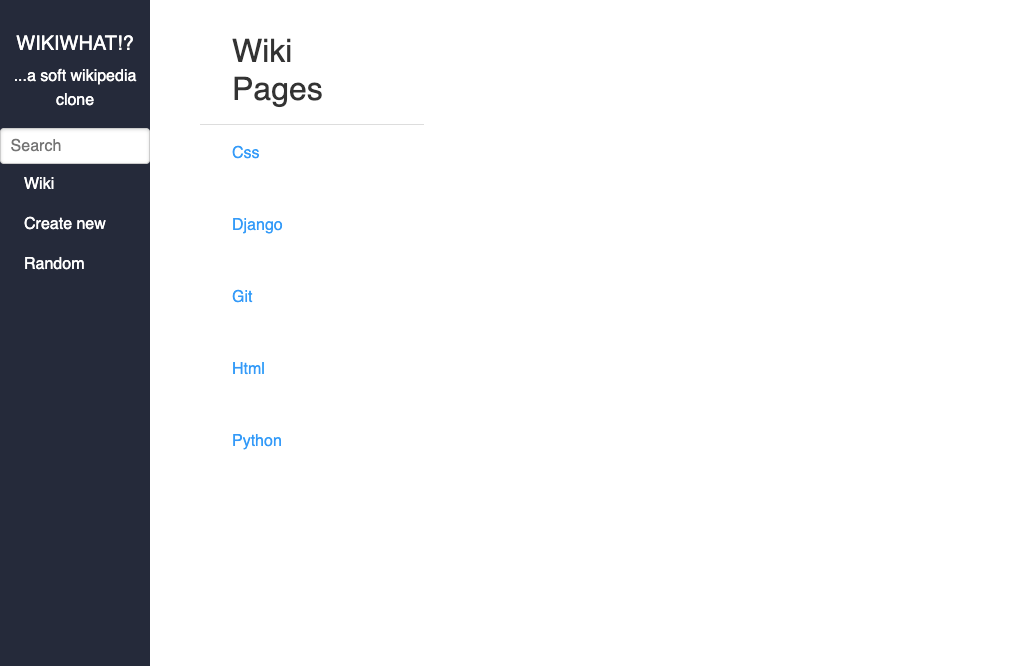 WIKIWHAT!?
...a soft wikipedia
clone
Search
Wiki
Create new
Random
Wiki
Pages
Css
Django
Git
Html
Python